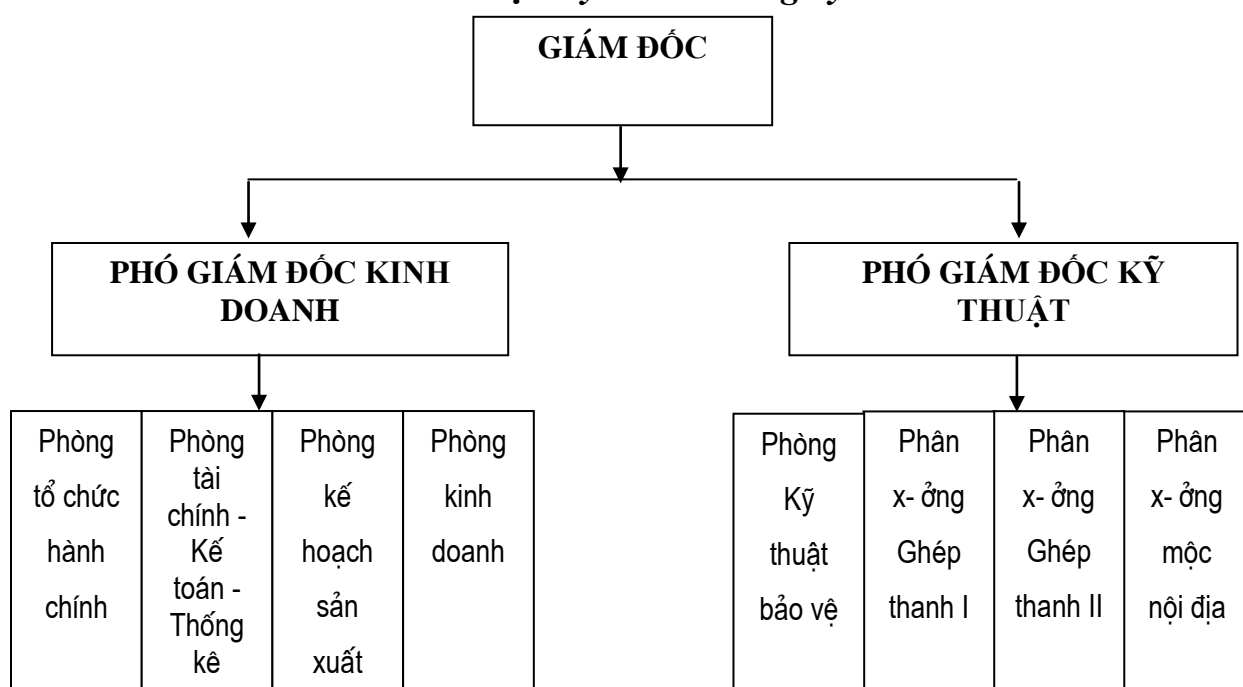 GIÁM ĐỐC
PHÓ GIÁM ĐỐC KINH
DOANH
PHÓ GIÁM ĐỐC KỸ
THUẬT
Phòng
tổ chức
hành
chính
Phòng
tài
chính -
Kế
toán -
Thống
kê
Phòng
kế
hoạch
sản
xuất
Phòng
kinh
doanh
Phòng
Kỹ
thuật
bảo vệ
Phân
x- ởng
Ghép
thanh I
Phân
x- ởng
Ghép
thanh II
Phân
x- ởng
mộc
nội địa